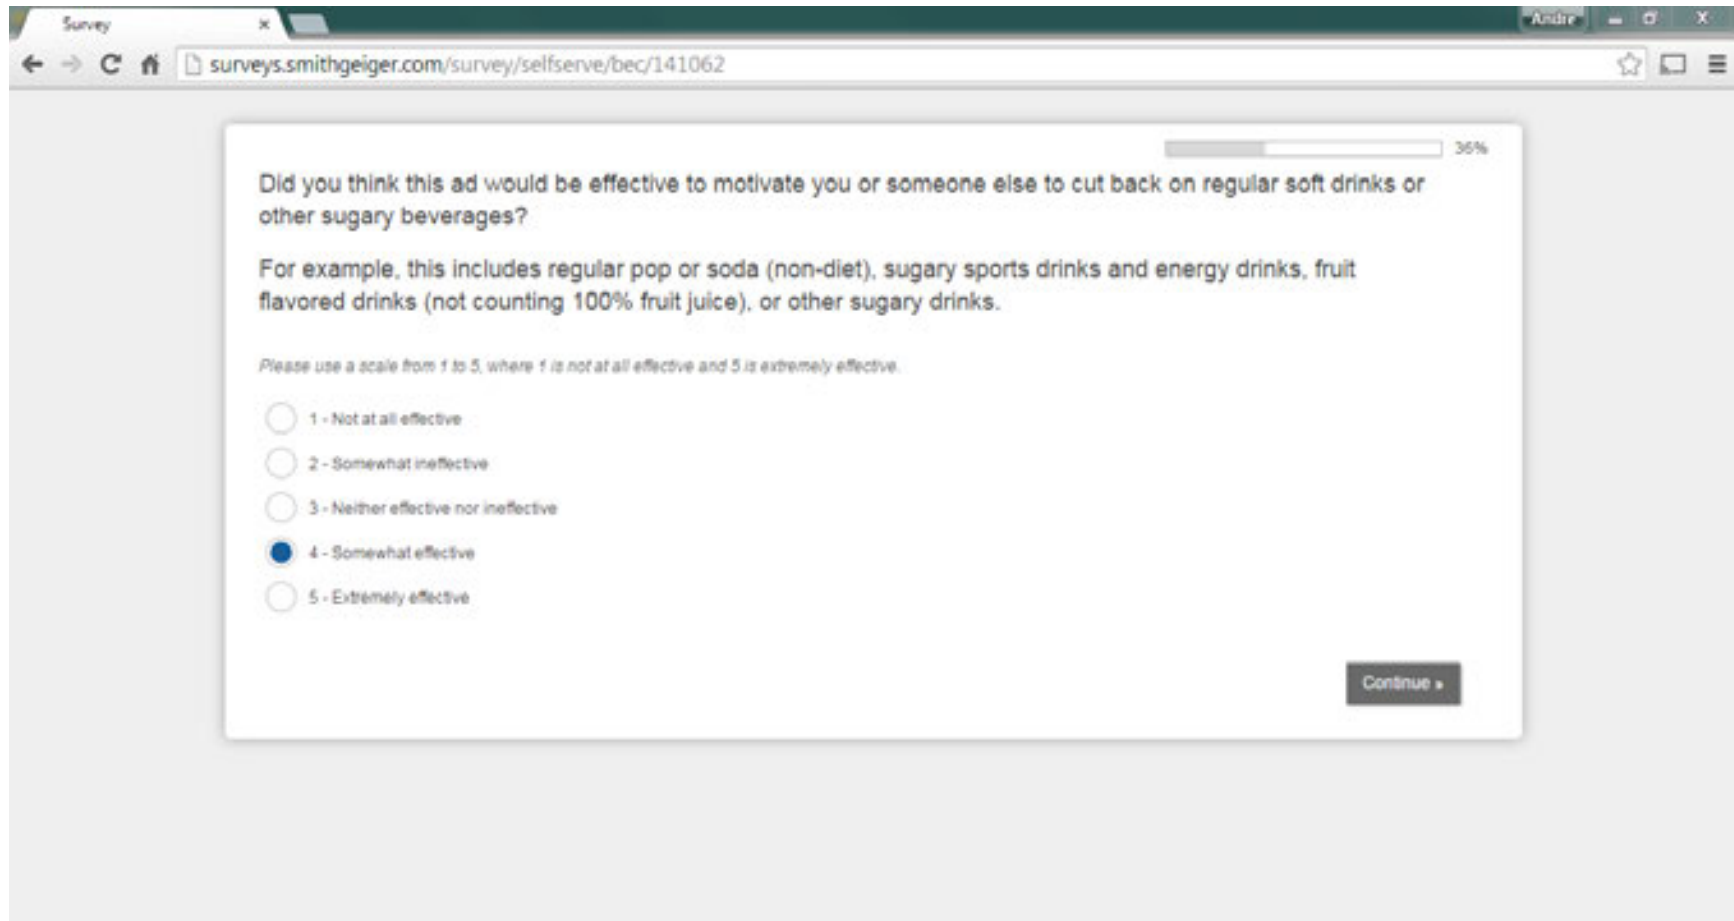 Survey
Andre
surveys.smithgeiger.com/survey/selfserve/bec/141062
36%
Did you think this ad would be effective to motivate you or someone else to cut back on regular soft drinks or
other sugary beverages?
For example, this includes regular pop or soda (non-diet), sugary sports drinks and energy drinks, fruit
flavored drinks (not counting 100% fruit juice), or other sugary drinks.
Please use a scale from 1 to 5, where 1 is not at all effective and 5 is extremely effective.
1 - Not at all effective
2 - Somewhat ineffective
3 - Neither effective nor ineffective
4 - Somewhat effective
5 - Extremely effective
Continue »